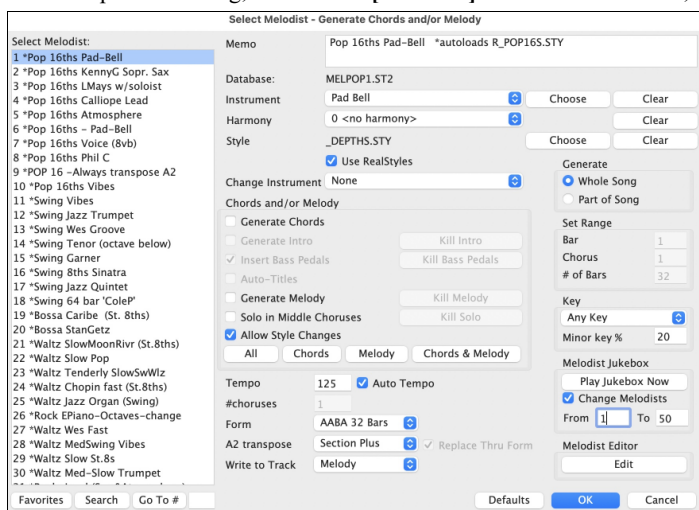 Select Melodist - Generate Chords and/or Melody
Select Melodist:
1 *Pop 16ths Pad-Bell
2 *Pop 16ths KennyG Sopr. Sax
3 *Pop 16ths LMays w/soloist
4 *Pop 16ths Calliope Lead
5 *Pop 16ths Atmosphere
6 *Pop 16ths - Pad-Bell
7 *Pop 16ths Voice (8vb)
8 *Pop 16ths Phil C
9 *POP 16 -Always transpose A2
10 *Pop 16ths Vibes
11 *Swing Vibes
12 *Swing Jazz Trumpet
13 *Swing Wes Groove
14 *Swing Tenor (octave below)
15 *Swing Garner
16 *Swing 8ths Sinatra
17 *Swing Jazz Quintet
18 *Swing 64 bar 'ColeP'
19 *Bossa Caribe (St. 8ths)
20 *Bossa StanGetz
21 *Waltz SlowMoonRivr (St.8ths)
22 *Waltz Slow Pop
23 *Waltz Tenderly SlowSwWlz
24 *Waltz Chopin fast (St.8ths)
25 *Waltz Jazz Organ (Swing)
26 *Rock EPiano-Octaves-change
27 *Waltz Wes Fast
28 *Waltz MedSwing Vibes
29 *Waltz Slow St.8s
30 *Waltz Med-Slow Trumpet
Favorites Search Go To #
Memo Pop 16ths Pad-Bell *autoloads R_POP16S.STY
Database: MELPOP1.ST2
Instrument Pad Bell Choose Clear
Harmony 0 <no harmony> Clear
Style _DEPTHS.STY Choose Clear
Use RealStyles
Change Instrument None
Chords and/or Melody
Generate Chords
Generate Intro Kill Intro
Insert Bass Pedals Kill Bass Pedals
Auto-Titles
Generate Melody Kill Melody
Solo in Middle Choruses Kill Solo
Allow Style Changes
All Chords Melody Chords & Melody
Tempo 125 Auto Tempo
#choruses 1
Form AABA 32 Bars
A2 transpose Section Plus Replace Thru Form
Write to Track Melody
Generate
Whole Song
Part of Song
Set Range
Bar 1
Chorus 1
# of Bars 32
Key
Any Key
Minor key % 20
Melodist Jukebox
Play Jukebox Now
Change Melodists
From 1 To 50
Melodist Editor
Edit
Defaults OK Cancel